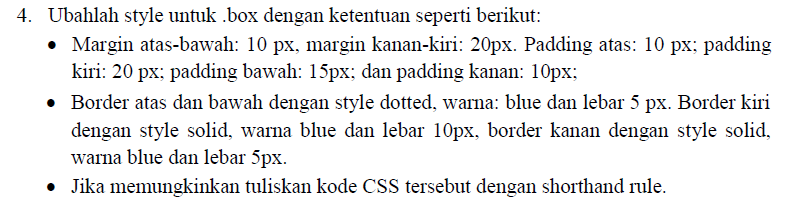 4. Ubahlah style untuk .box dengan ketentuan seperti berikut:
• Margin atas-bawah: 10 px, margin kanan-kiri: 20px. Padding atas: 10 px; padding
kiri: 20 px; padding bawah: 15px; dan padding kanan: 10px;
• Border atas dan bawah dengan style dotted, warna: blue dan lebar 5 px. Border kiri
dengan style solid, warna blue dan lebar 10px, border kanan dengan style solid,
warna blue dan lebar 5px.
• Jika memungkinkan tuliskan kode CSS tersebut dengan shorthand rule.